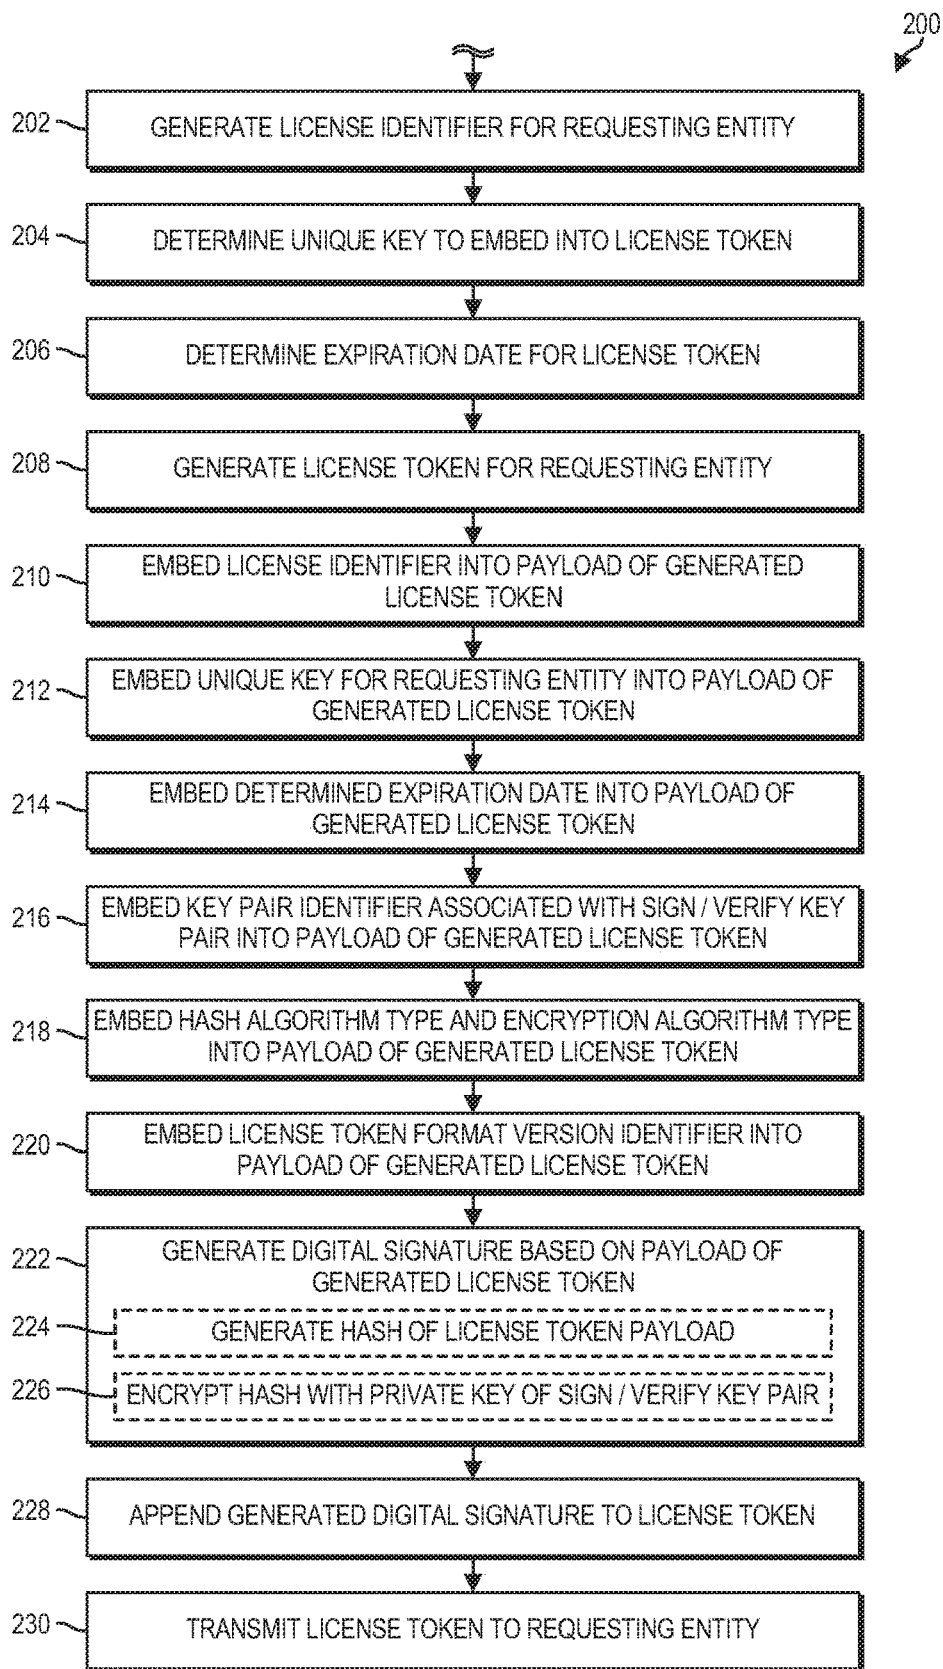 200
202
GENERATE LICENSE IDENTIFIER FOR REQUESTING ENTITY
204
DETERMINE UNIQUE KEY TO EMBED INTO LICENSE TOKEN
206
DETERMINE EXPIRATION DATE FOR LICENSE TOKEN
208
GENERATE LICENSE TOKEN FOR REQUESTING ENTITY
210
EMBED LICENSE IDENTIFIER INTO PAYLOAD OF GENERATED
LICENSE TOKEN
212
EMBED UNIQUE KEY FOR REQUESTING ENTITY INTO PAYLOAD OF
GENERATED LICENSE TOKEN
214
EMBED DETERMINED EXPIRATION DATE INTO PAYLOAD OF
GENERATED LICENSE TOKEN
216
EMBED KEY PAIR IDENTIFIER ASSOCIATED WITH SIGN / VERIFY KEY
PAIR INTO PAYLOAD OF GENERATED LICENSE TOKEN
218
EMBED HASH ALGORITHM TYPE AND ENCRYPTION ALGORITHM TYPE
INTO PAYLOAD OF GENERATED LICENSE TOKEN
220
EMBED LICENSE TOKEN FORMAT VERSION IDENTIFIER INTO
PAYLOAD OF GENERATED LICENSE TOKEN
222
GENERATE DIGITAL SIGNATURE BASED ON PAYLOAD OF
GENERATED LICENSE TOKEN
224
GENERATE HASH OF LICENSE TOKEN PAYLOAD
226
ENCRYPT HASH WITH PRIVATE KEY OF SIGN / VERIFY KEY PAIR
228
APPEND GENERATED DIGITAL SIGNATURE TO LICENSE TOKEN
230
TRANSMIT LICENSE TOKEN TO REQUESTING ENTITY